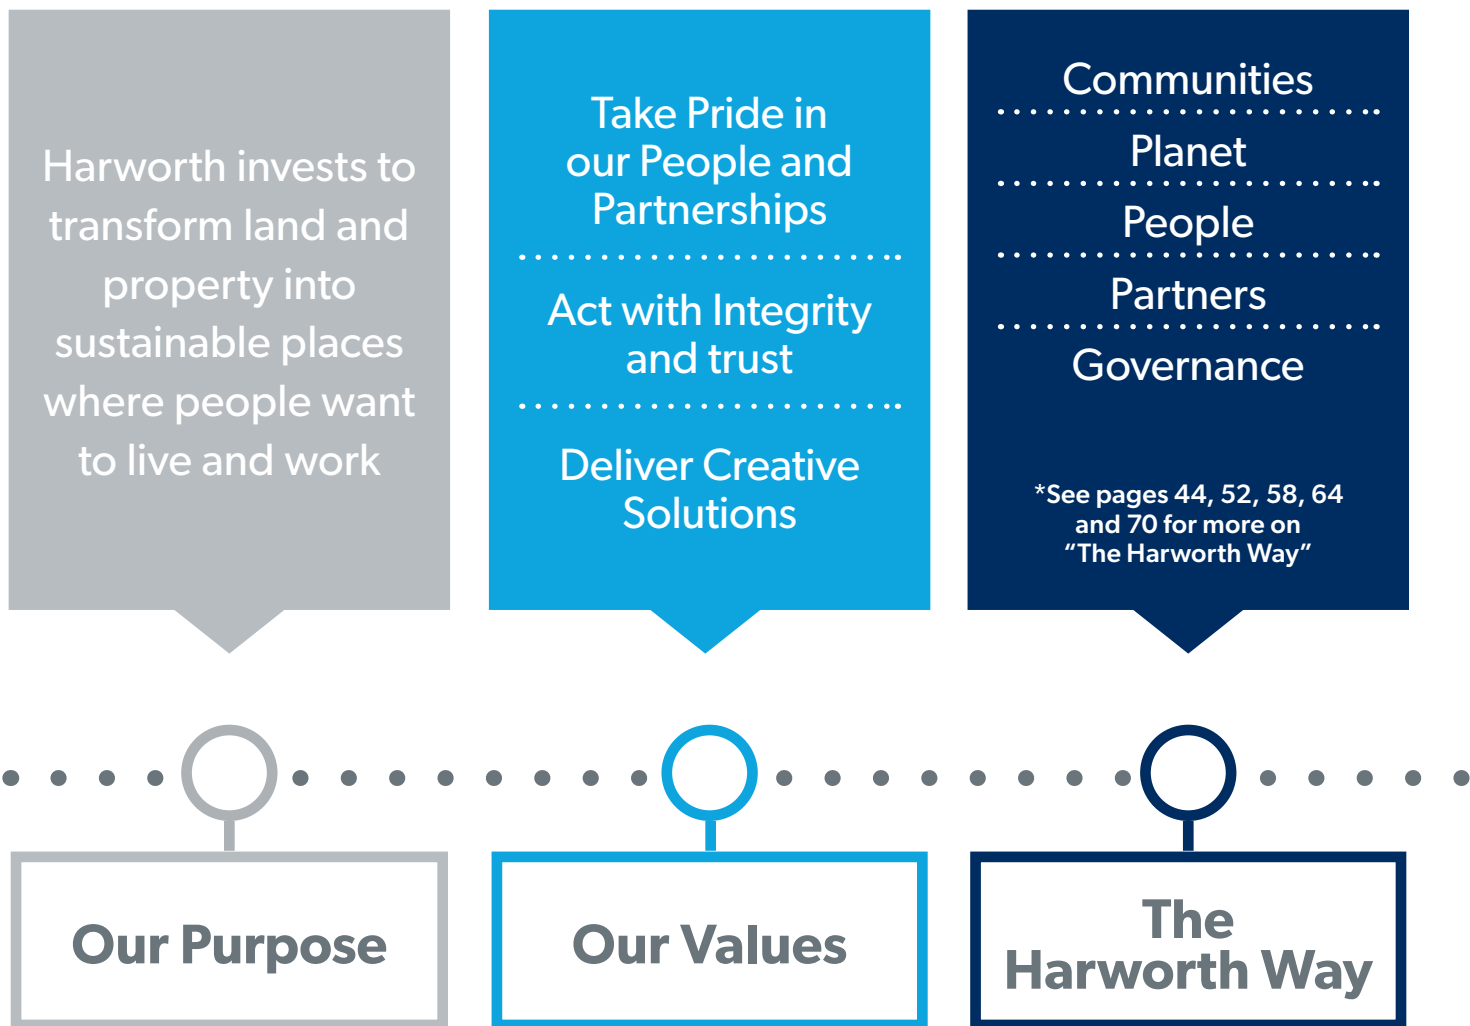 Harworth invests to
transform land and
property into
sustainable places
where people want
to live and work
Take Pride in
our People and
Partnerships
Act with Integrity
and trust
Deliver Creative
Solutions
Communities
Planet
People
Partners
Governance
*See pages 44, 52, 58, 64
and 70 for more on
“The Harworth Way”
Our Purpose
Our Values
The
Harworth Way